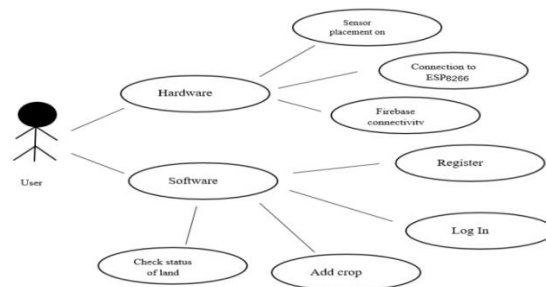 Sensor
placement on
Connection to
ESP8266
Hardware
Firebase
connectivity
Register
User
Software
Log In
Check status
of land
Add crop